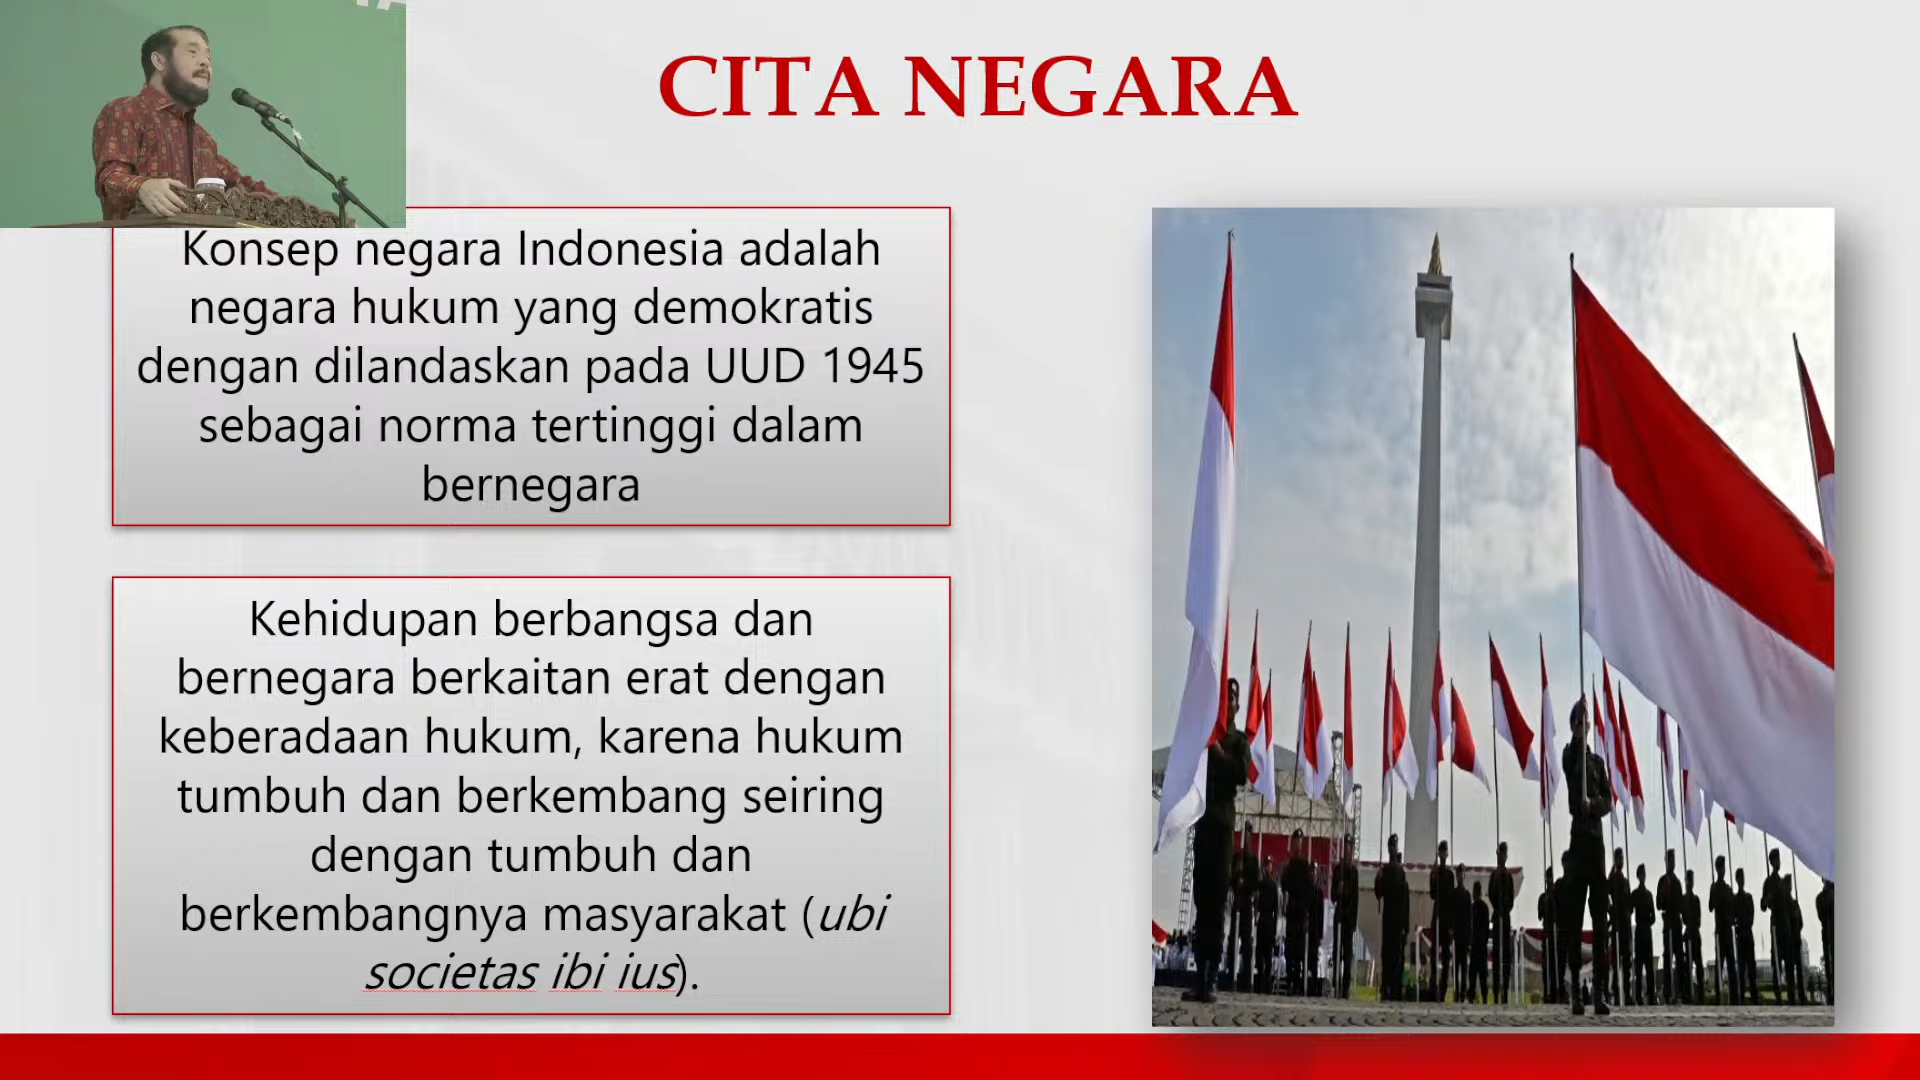 CITA NEGARA
Konsep negara Indonesia adalah
negara hukum yang demokratis
dengan dilandaskan pada UUD 1945
sebagai norma tertinggi dalam
bernegara
Kehidupan berbangsa dan
bernegara berkaitan erat dengan
keberadaan hukum, karena hukum
tumbuh dan berkembang seiring
dengan tumbuh dan
berkembangnya masyarakat (ubi
societas ibi ius).